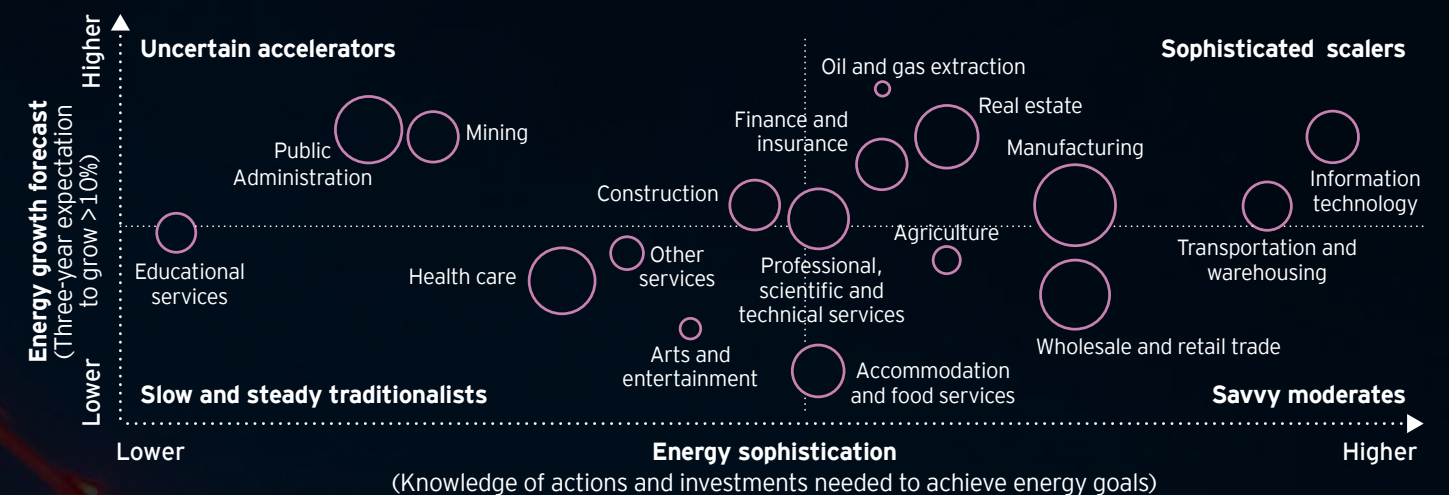 Higher
Energy growth forecast
(Three-year expectation
to grow >10%)
Lower
Uncertain accelerators
Sophisticated scalers
Oil and gas extraction
Real estate
Finance and
insurance
Mining
Public
Administration
Manufacturing
Information
technology
Construction
Agriculture
Transportation and
warehousing
Educational
services
Health care
Other
services
Professional,
scientific and
technical services
Arts and
entertainment
Wholesale and retail trade
Accommodation
and food services
Slow and steady traditionalists
Savvy moderates
Lower
Energy sophistication
Higher
(Knowledge of actions and investments needed to achieve energy goals)